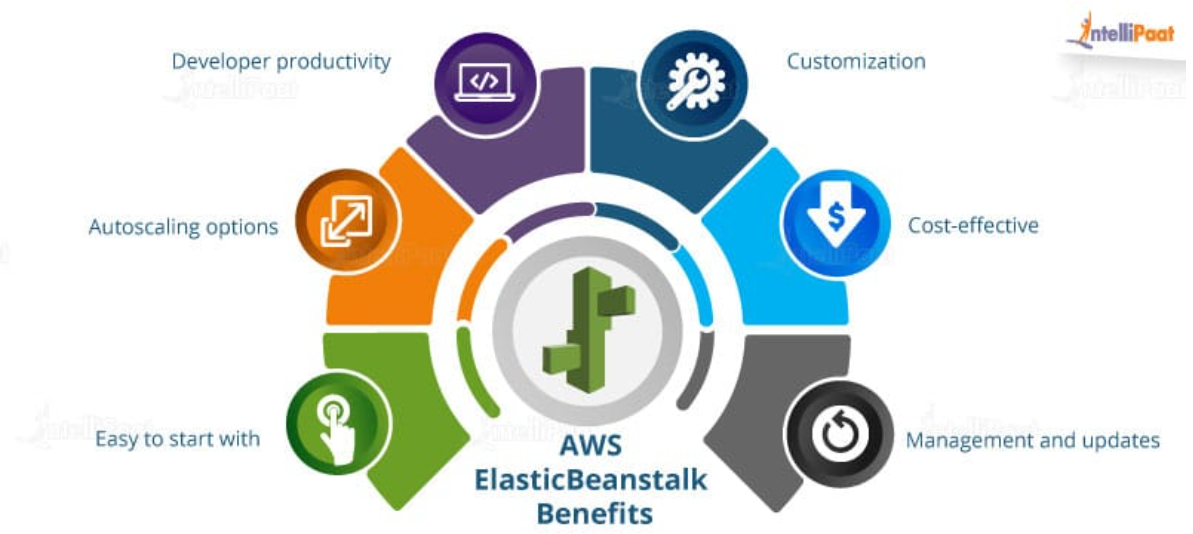 IntelliPaat
Developer productivity
Customization
Autoscaling options
Cost-effective
Easy to start with
Management and updates
AWS
ElasticBeanstalk
Benefits